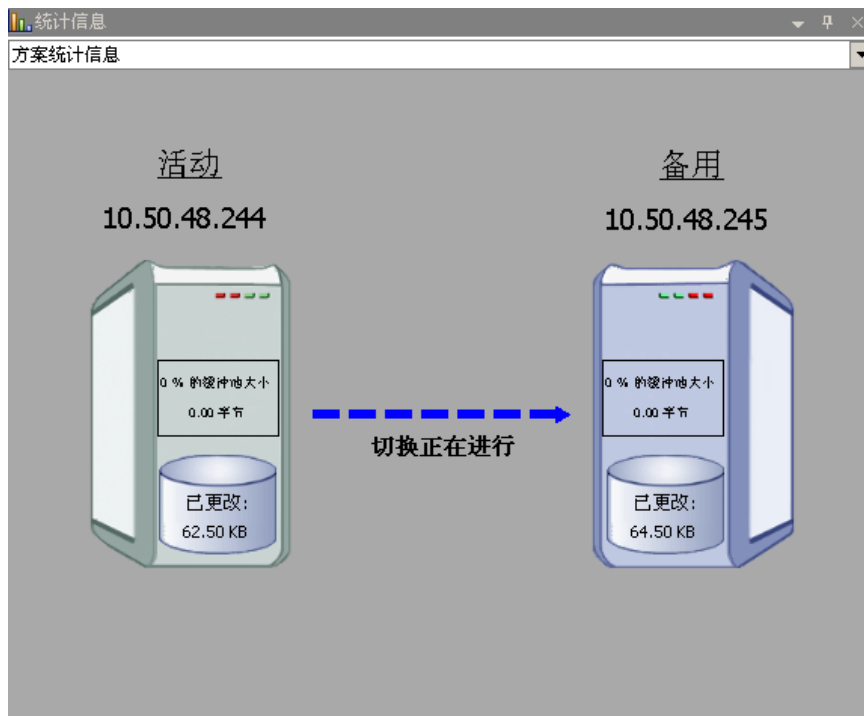 统计信息
方案统计信息
活动
备用
10.50.48.244
10.50.48.245
0 % 的缓冲池大小
0.00 字节
0 % 的缓冲池大小
0.00 字节
切换正在进行
已更改:
62.50 KB
已更改:
64.50 KB